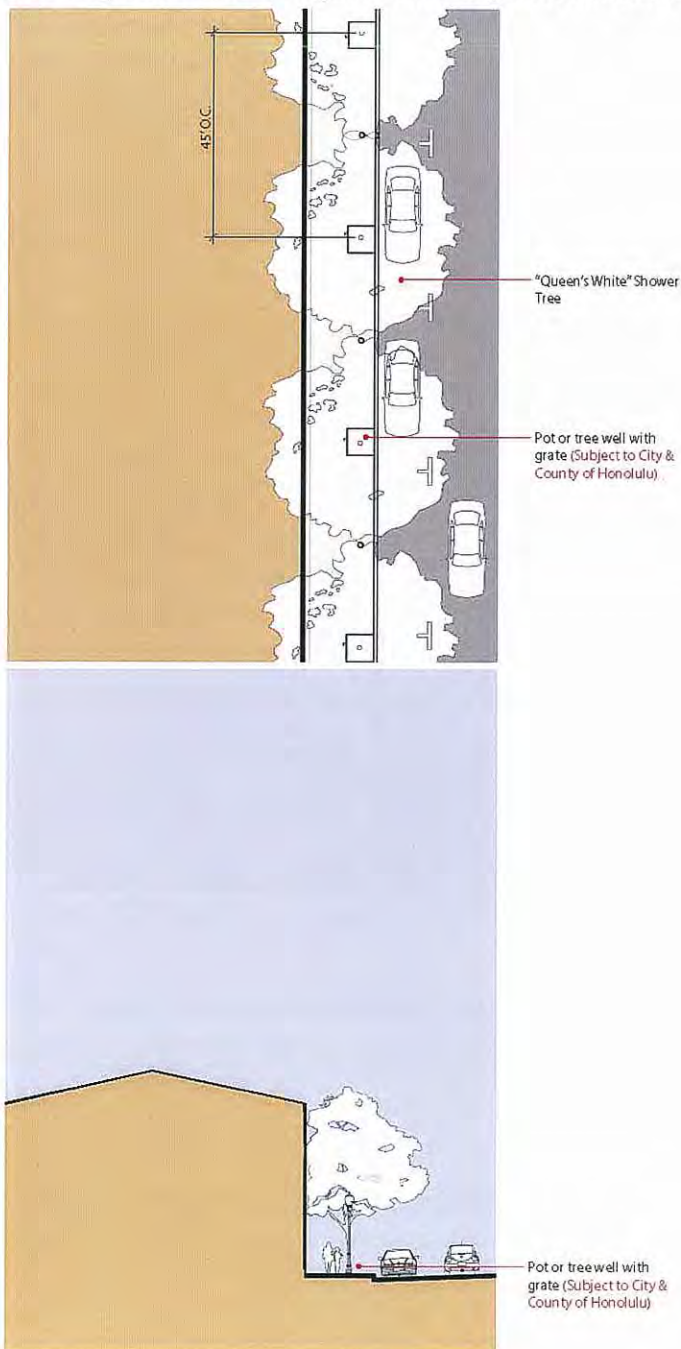 45' O.C.
"Queen's White" Shower
Tree
Pot or tree well with
grate (Subject to City &
County of Honolulu)
Pot or tree well with
grate (Subject to City &
County of Honolulu)